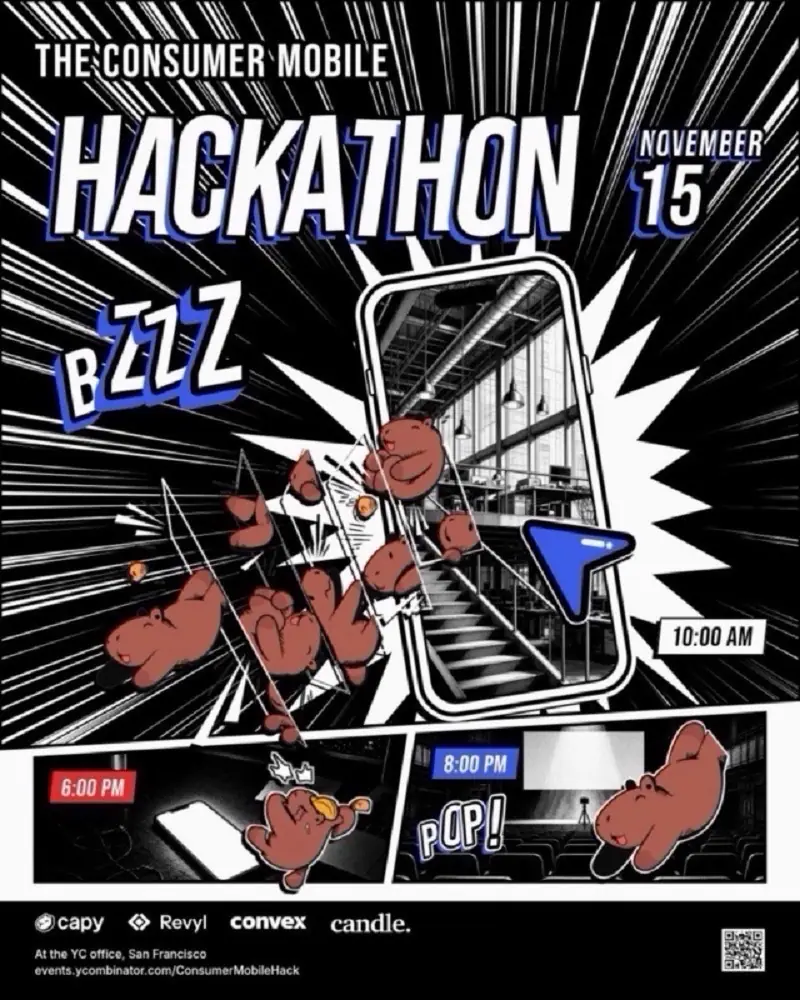 THE CONSUMER MOBILE
HACKATHON
NOVEMBER
15
BZZZ
10:00 AM
6:00 PM
8:00 PM
POP!
capy Revyl convex candle.
At the YC office, San Francisco
events.ycombinator.com/ConsumerMobileHack